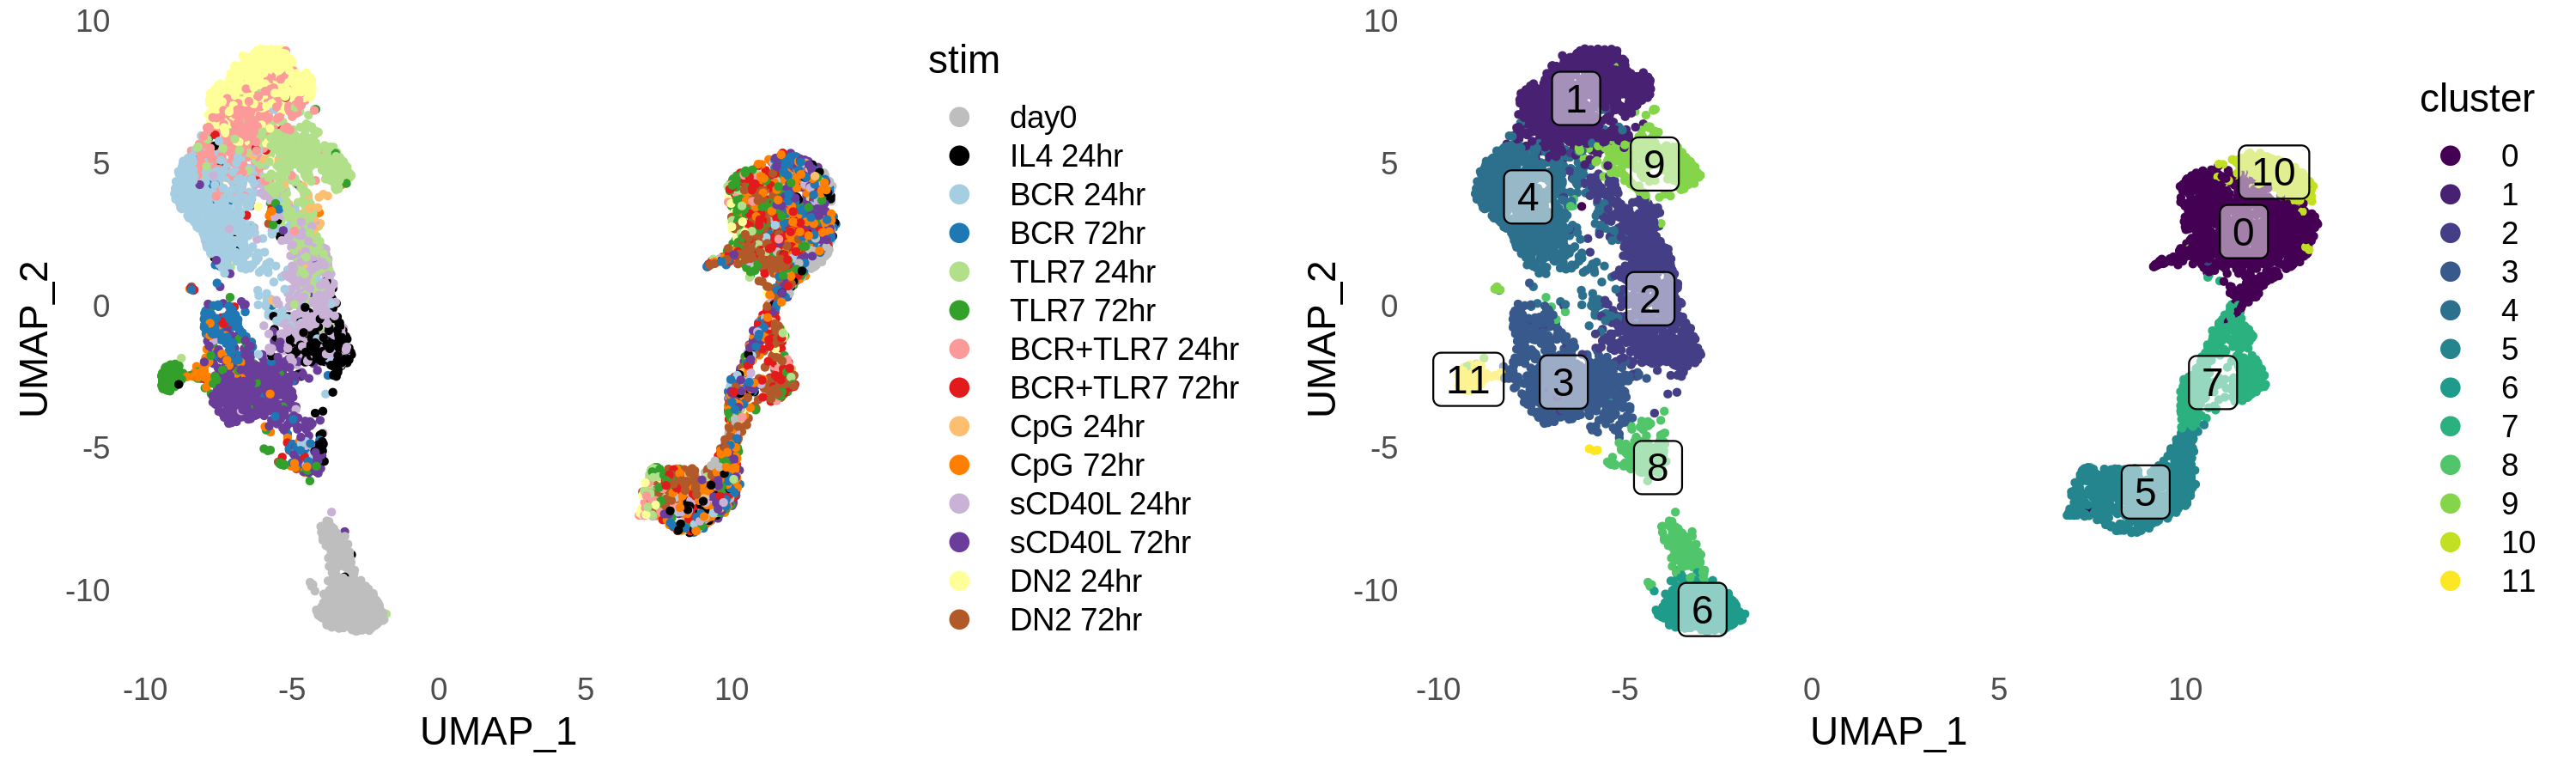 10
5
0
-5
-10
UMAP_2
-10
-5
0
5
10
UMAP_1
stim
day0
IL4 24hr
BCR 24hr
BCR 72hr
TLR7 24hr
TLR7 72hr
BCR+TLR7 24hr
BCR+TLR7 72hr
CpG 24hr
CpG 72hr
sCD40L 24hr
sCD40L 72hr
DN2 24hr
DN2 72hr
10
5
0
-5
-10
UMAP_2
1
9
4
10
0
2
11
3
7
8
5
6
-10
-5
0
5
10
UMAP_1
cluster
0
1
2
3
4
5
6
7
8
9
10
11